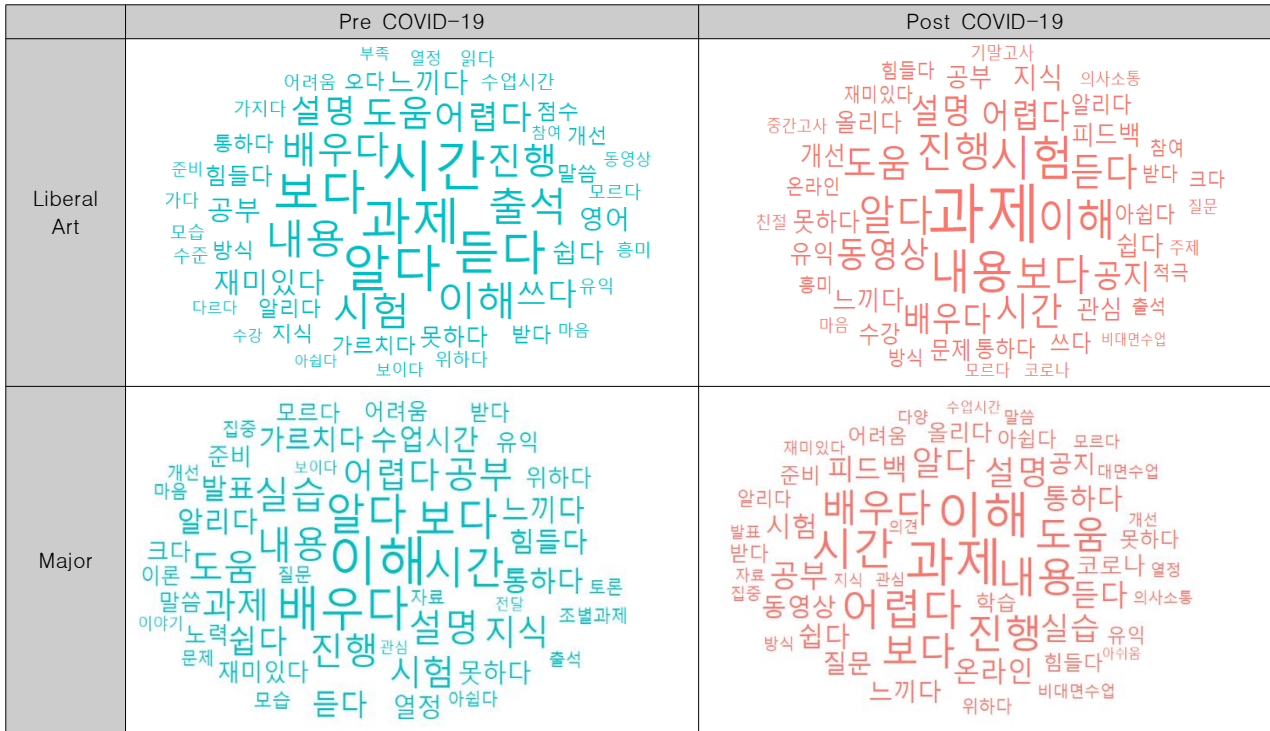 Pre COVID-19
Post COVID-19
Liberal
Art
부족 열정 읽다
어려움 오다 느끼다 수업시간
가지다 설명 도움 어렵다 점수
통하다 배우다 시간 진행 참여 개선
준비 힘들다 보다 말씀 동영상
가다 공부 과제 출석 모르다
모습 내용 영어
수준 방식 알다 듣다 쉽다 흥미
재미있다 시험 이해 쓰다 유익
다르다 알리다
수강 지식 가르치다 못하다 받다 마음
아쉽다 보이다 위하다
기말고사
힘들다 공부 지식 의사소통
재미있다 설명 어렵다 알리다
중간고사 올리다 진행 시험 피드백
개선 도움 듣다 참여
온라인 알다 과제 이해 받다 크다
친절 못하다 아쉽다 질문
유익 동영상 내용 보다 쉽다 주제
흥미 공지 적극
느끼다 배우다 시간 관심 출석
마음 수강
방식 문제 통하다 쓰다 비대면수업
모르다 코로나
Major
모르다 어려움 받다
집중 가르치다 수업시간 유익
준비 보이다 어렵다 공부 위하다
개선 발표 실습
마음 알리다 알다 보다 느끼다
내용 힘들다
크다 도움 이해 시간
이론 질문 통하다 토론
말씀 과제 배우다 자료 전달
이야기 노력 쉽다 설명 지식 조별과제
문제 진행 관심
재미있다 시험 못하다 출석
모습 듣다 열정 아쉽다
다양 수업시간 말씀
재미있다 어려움 올리다 아쉽다 모르다
준비 피드백 알다 설명 공지 대면수업
알리다 배우다 이해 통하다
발표 시험 의견 도움 개선
받다 시간 과제 못하다
자료 공부 지식 관심 내용 코로나 열정
집중 동영상 어렵다 학습 듣다 의사소통
방식 쉽다 보다 진행 실습 유익
질문 온라인 힘들다 아쉬움
느끼다 비대면수업
위하다